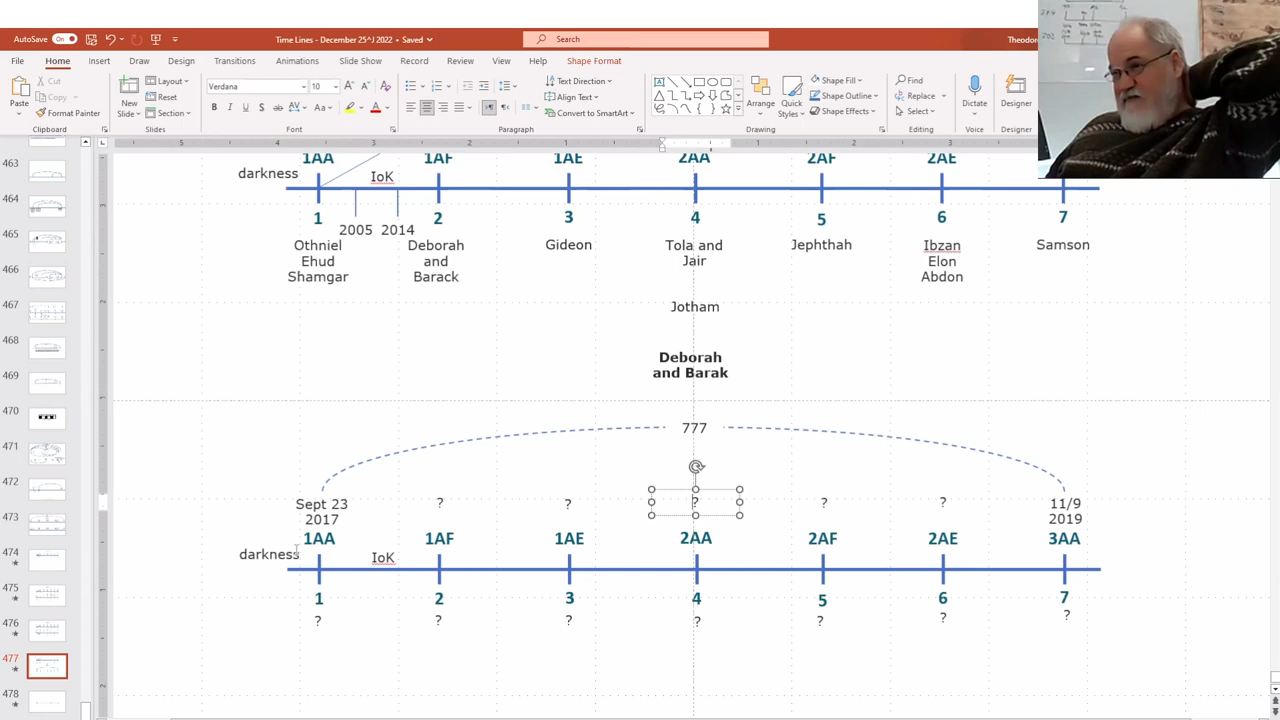 AutoSave On
Time Lines - December 25^J 2022 • Saved
Search
Theodor
File Home Insert Draw Design Transitions Animations Slide Show Record Review View Help Shape Format
Paste
Cut
Copy
Format Painter
Clipboard
New
Slide
Layout
Reset
Section
Slides
Verdana 10
Font
Paragraph
Text Direction
Align Text
Convert to SmartArt
Drawing
Arrange
Quick
Styles
Shape Fill
Shape Outline
Shape Effects
Find
Replace
Select
Editing
Dictate
Voice
Designer
Designer
463
464
465
466
467
468
469
470
471
472
473
474
475
476
477
478
1AA 1AF 1AE 2AA 2AF 2AE
darkness IoK
1 2 3 4 5 6 7
2005 2014
Othniel
Ehud
Shamgar
Deborah
and
Barack
Gideon
Tola and
Jair
Jephthah
Ibzan
Elon
Abdon
Samson
Jotham
Deborah
and Barak
777
Sept 23
2017
? ? ? ? ?
11/9
2019
1AA 1AF 1AE 2AA 2AF 2AE 3AA
darkness IoK
1 2 3 4 5 6 7
? ? ? ? ? ? ?